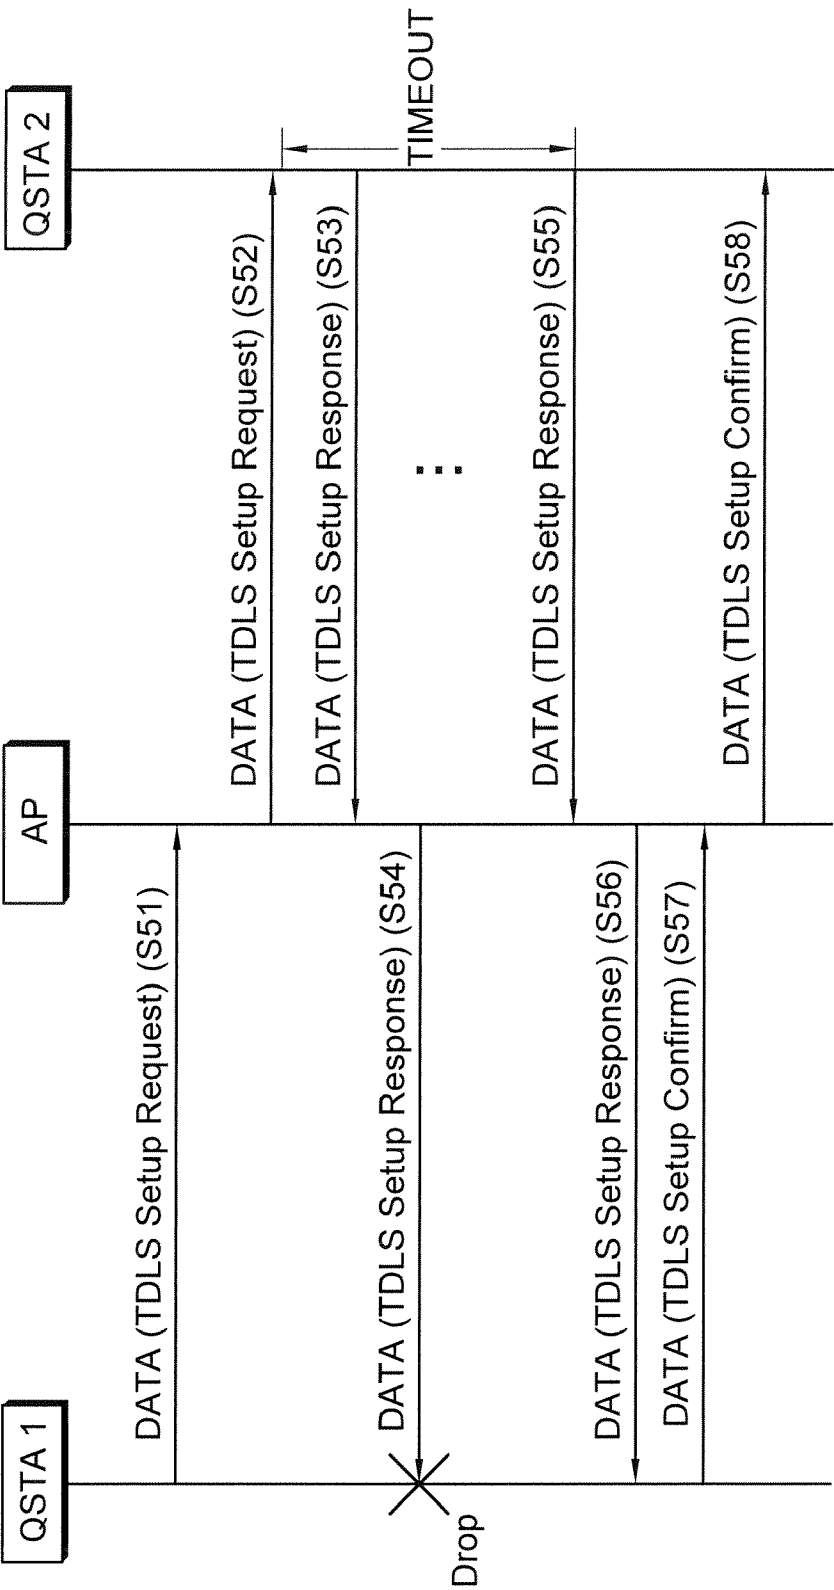 QSTA 1
AP
QSTA 2
DATA (TDLS Setup Request) (S51)
DATA (TDLS Setup Request) (S52)
TIMEOUT
DATA (TDLS Setup Response) (S53)
DATA (TDLS Setup Response) (S54)
Drop
...
DATA (TDLS Setup Response) (S55)
DATA (TDLS Setup Response) (S56)
DATA (TDLS Setup Confirm) (S57)
DATA (TDLS Setup Confirm) (S58)